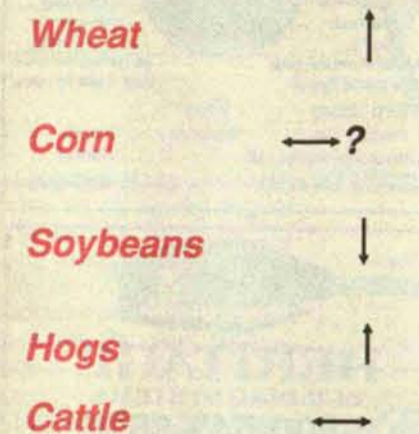 Wheat ↑
Corn ↔?
Soybeans ↓
Hogs ↑
Cattle ↔